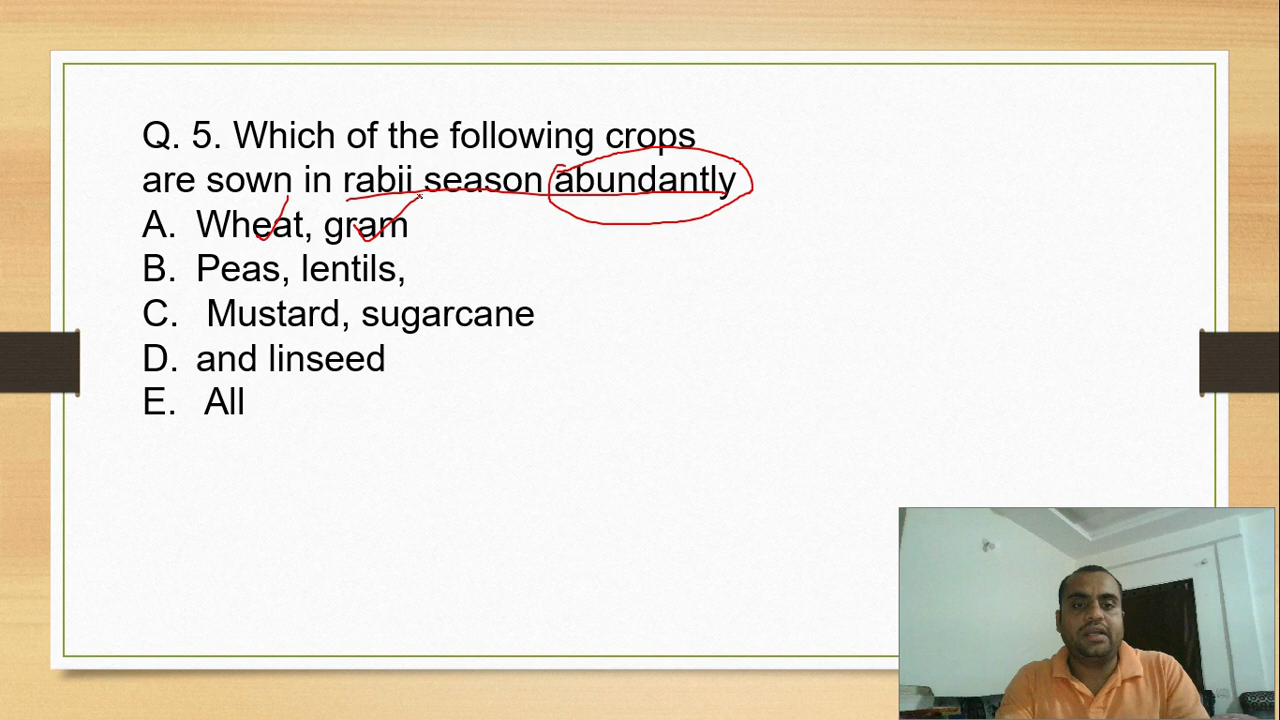 Q. 5. Which of the following crops
are sown in rabii season abundantly
A. Wheat, gram
B. Peas, lentils,
C. Mustard, sugarcane
D. and linseed
E. All